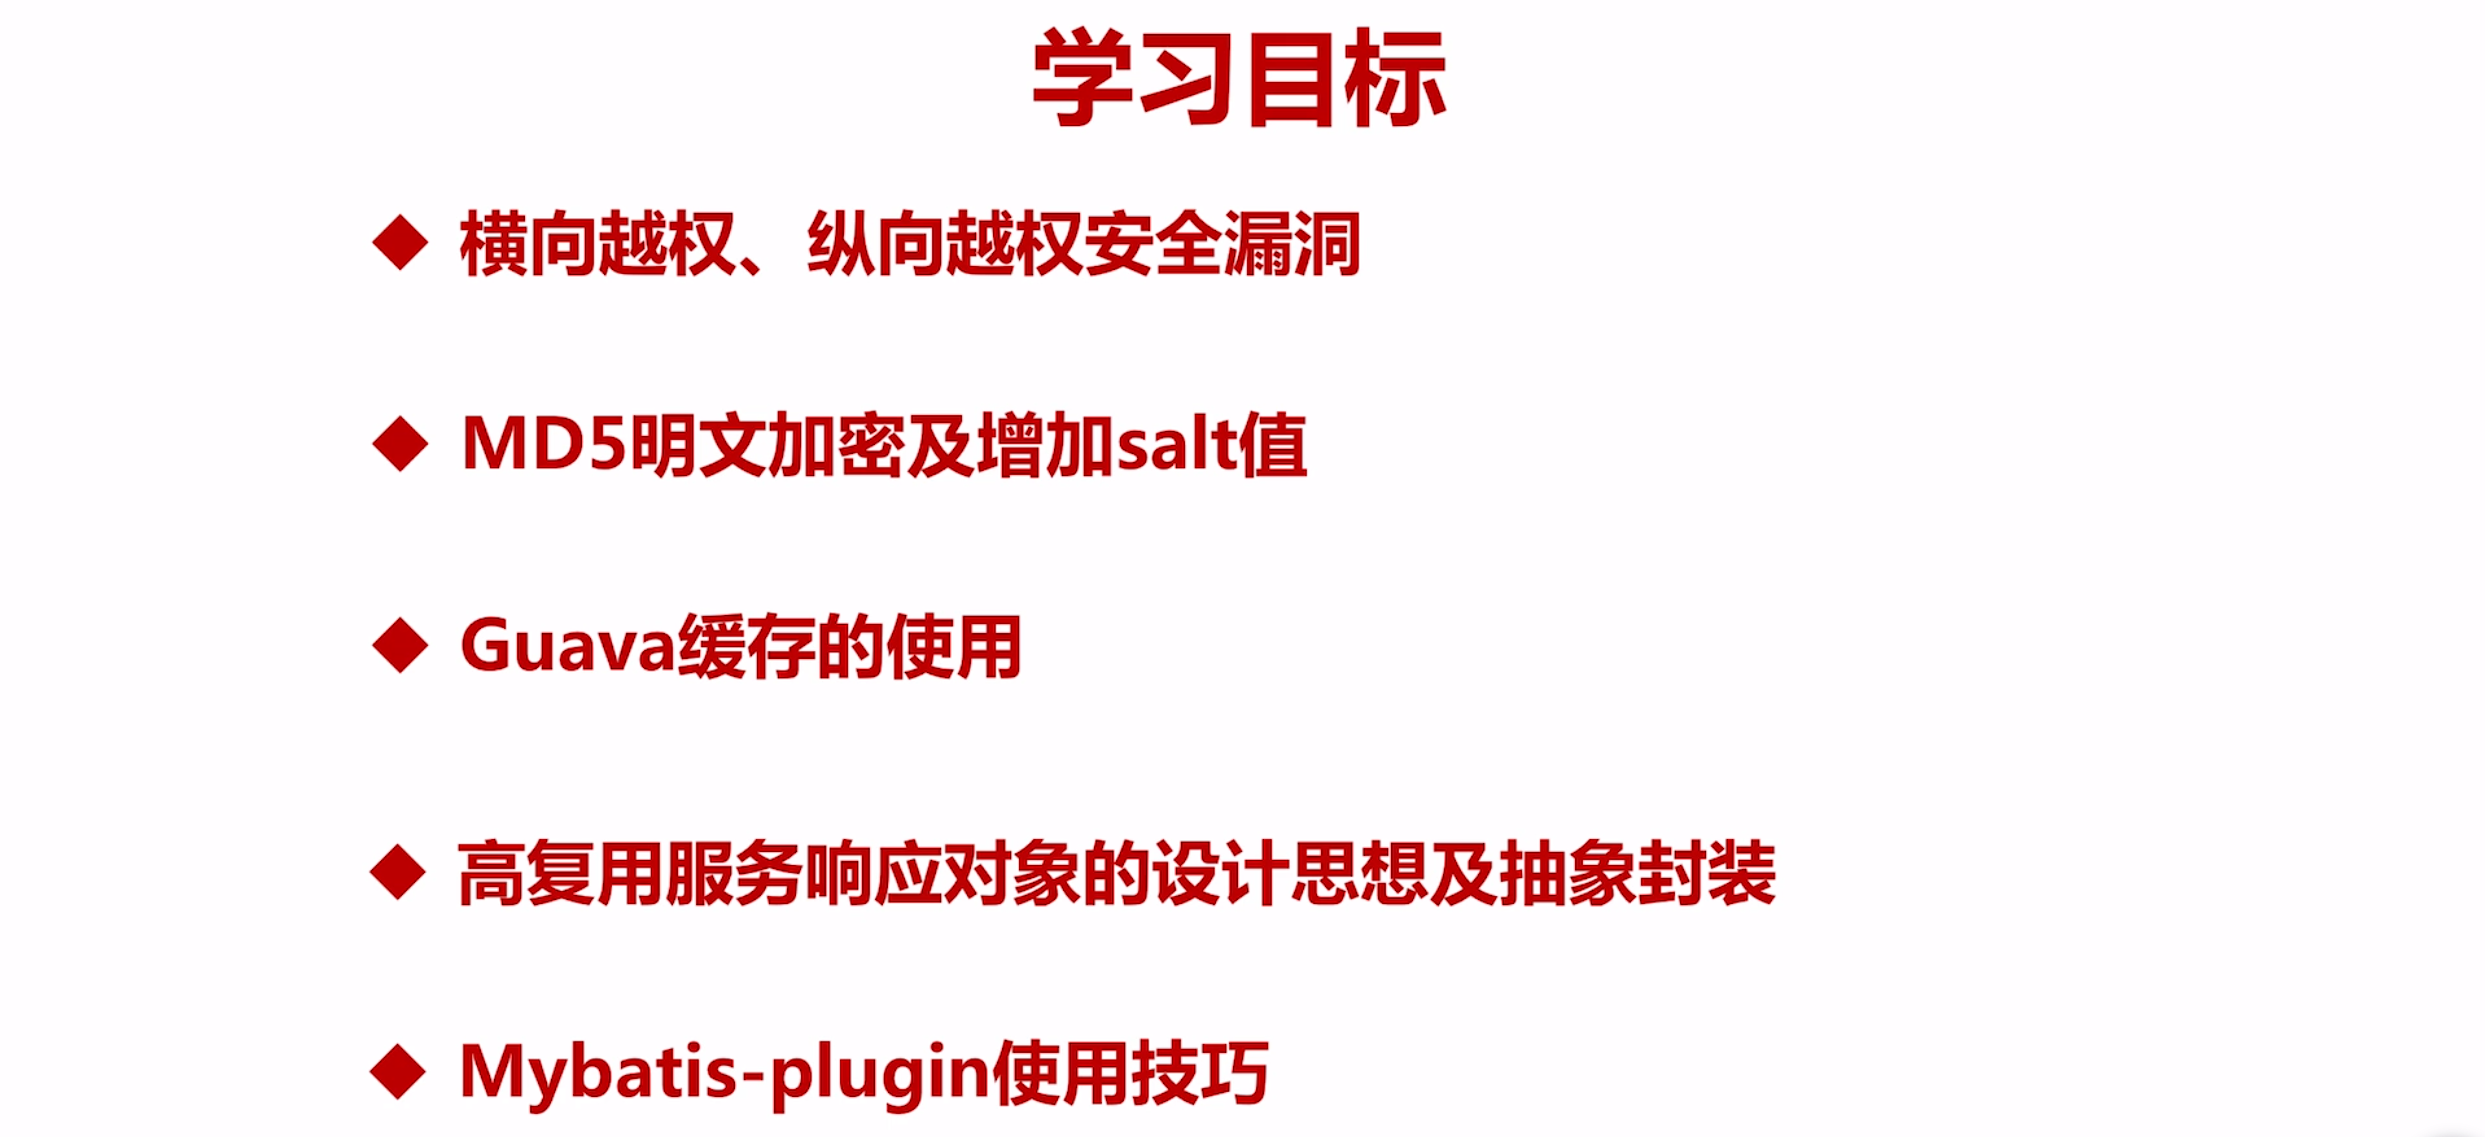 学习目标
◆ 横向越权、纵向越权安全漏洞
◆ MD5明文加密及增加salt值
◆ Guava缓存的使用
◆ 高复用服务响应对象的设计思想及抽象封装
◆ Mybatis-plugin使用技巧